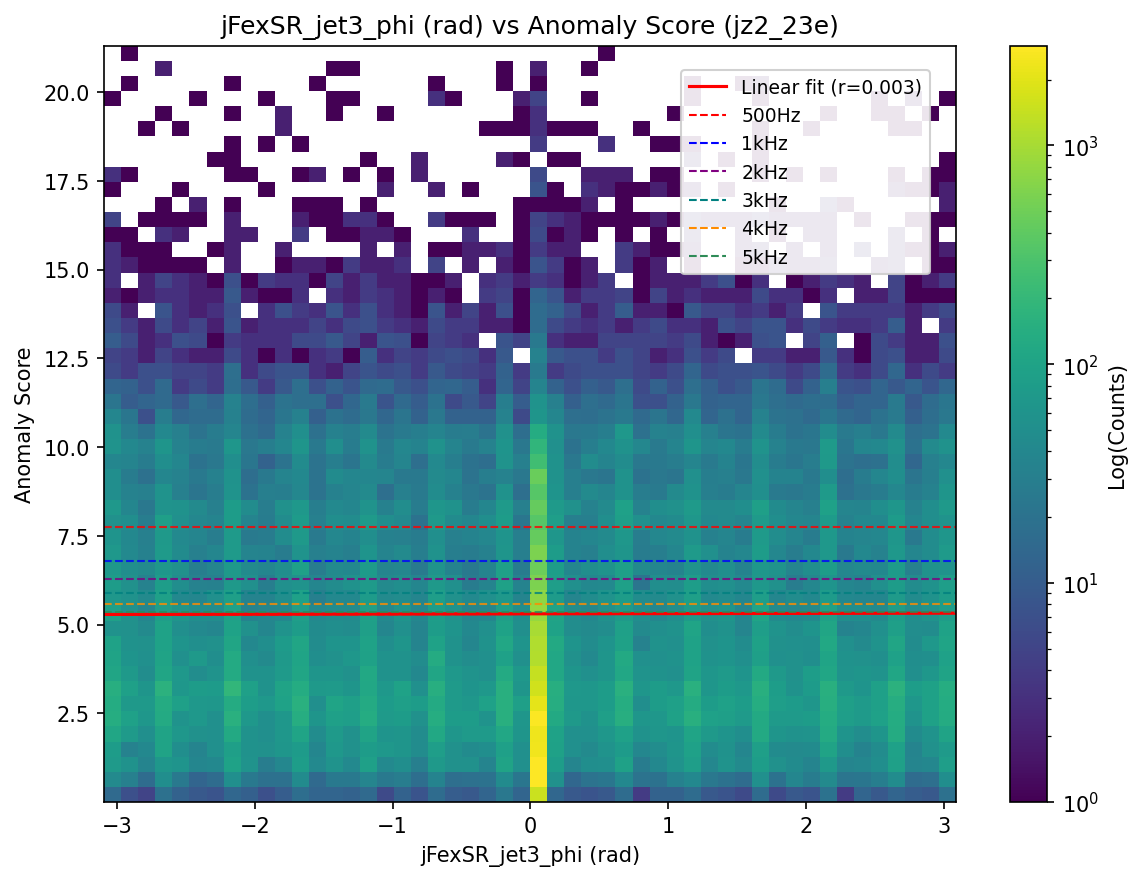 jFexSR_jet3_phi (rad) vs Anomaly Score (jz2_23e)
Linear fit (r=0.003)
500Hz
1kHz
2kHz
3kHz
4kHz
5kHz
Anomaly Score
20.0
17.5
15.0
12.5
10.0
7.5
5.0
2.5
−3
−2
−1
0
1
2
3
jFexSR_jet3_phi (rad)
10³
10²
10¹
10⁰
Log(Counts)